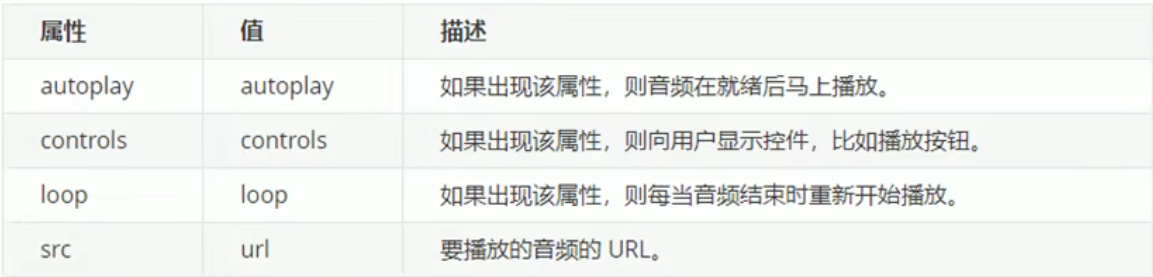 属性 值 描述
autoplay autoplay 如果出现该属性，则音频在就绪后马上播放。
controls controls 如果出现该属性，则向用户显示控件，比如播放按钮。
loop loop 如果出现该属性，则每当音频结束时重新开始播放。
src url 要播放的音频的 URL。